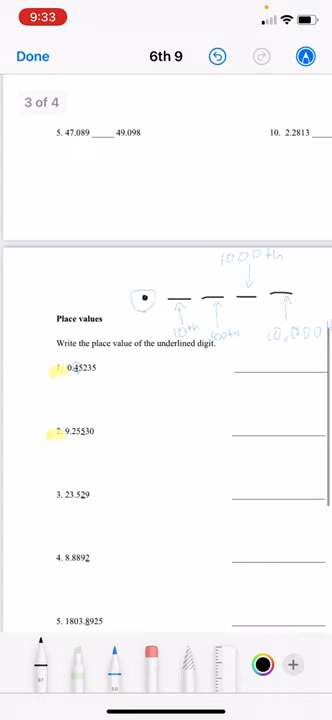 9:33
Done 6th 9
3 of 4
5. 47.089 _____ 49.098 10. 2.2813 ____
1000th
10th 100th 10,000th
Place values
Write the place value of the underlined digit.
1. 0.45235
2. 9.25530
3. 23.529
4. 8.8892
5. 1803.8925